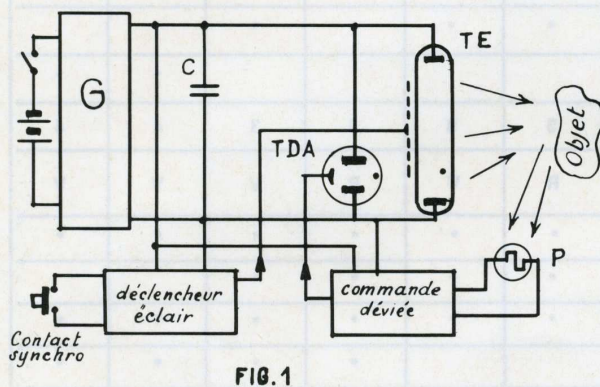 G
C
TE
TDA
Objet
P
déclencheur
éclair
commande
déviée
Contact
synchro
FIG.1